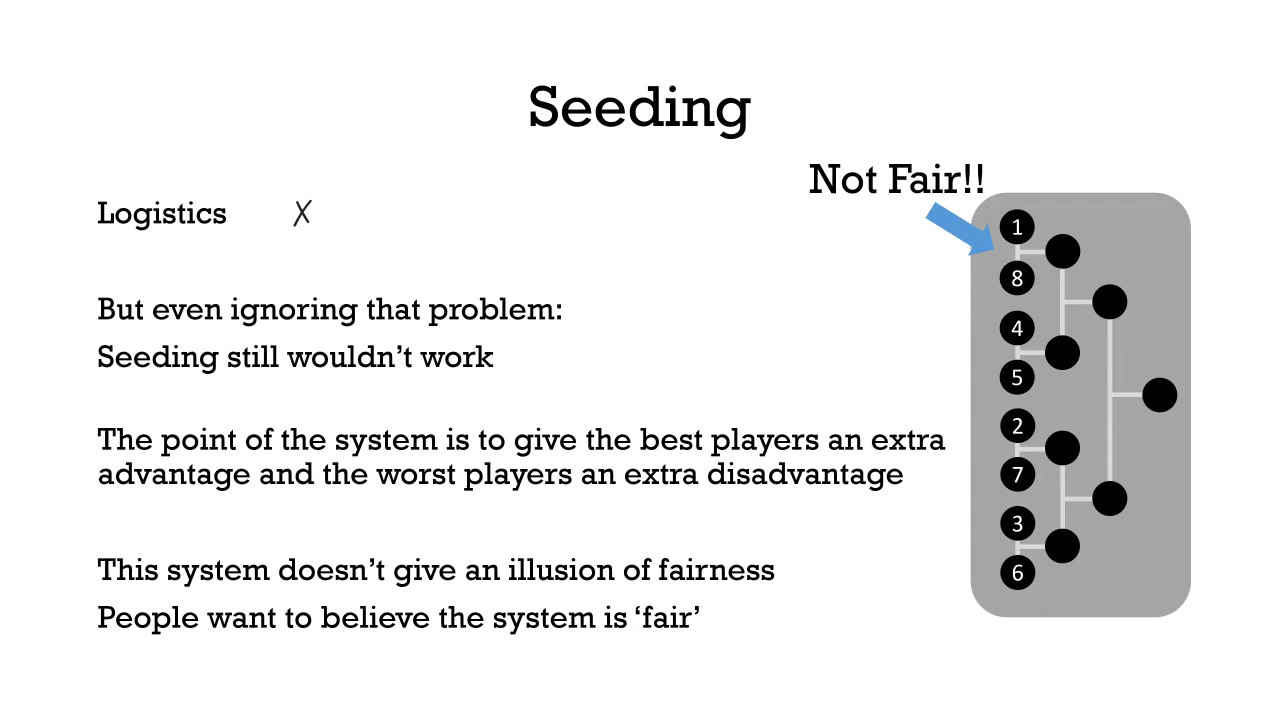 Seeding
Not Fair!!
Logistics X
But even ignoring that problem:
Seeding still wouldn’t work
The point of the system is to give the best players an extra
advantage and the worst players an extra disadvantage
This system doesn’t give an illusion of fairness
People want to believe the system is ‘fair’
1
8
4
5
2
7
3
6